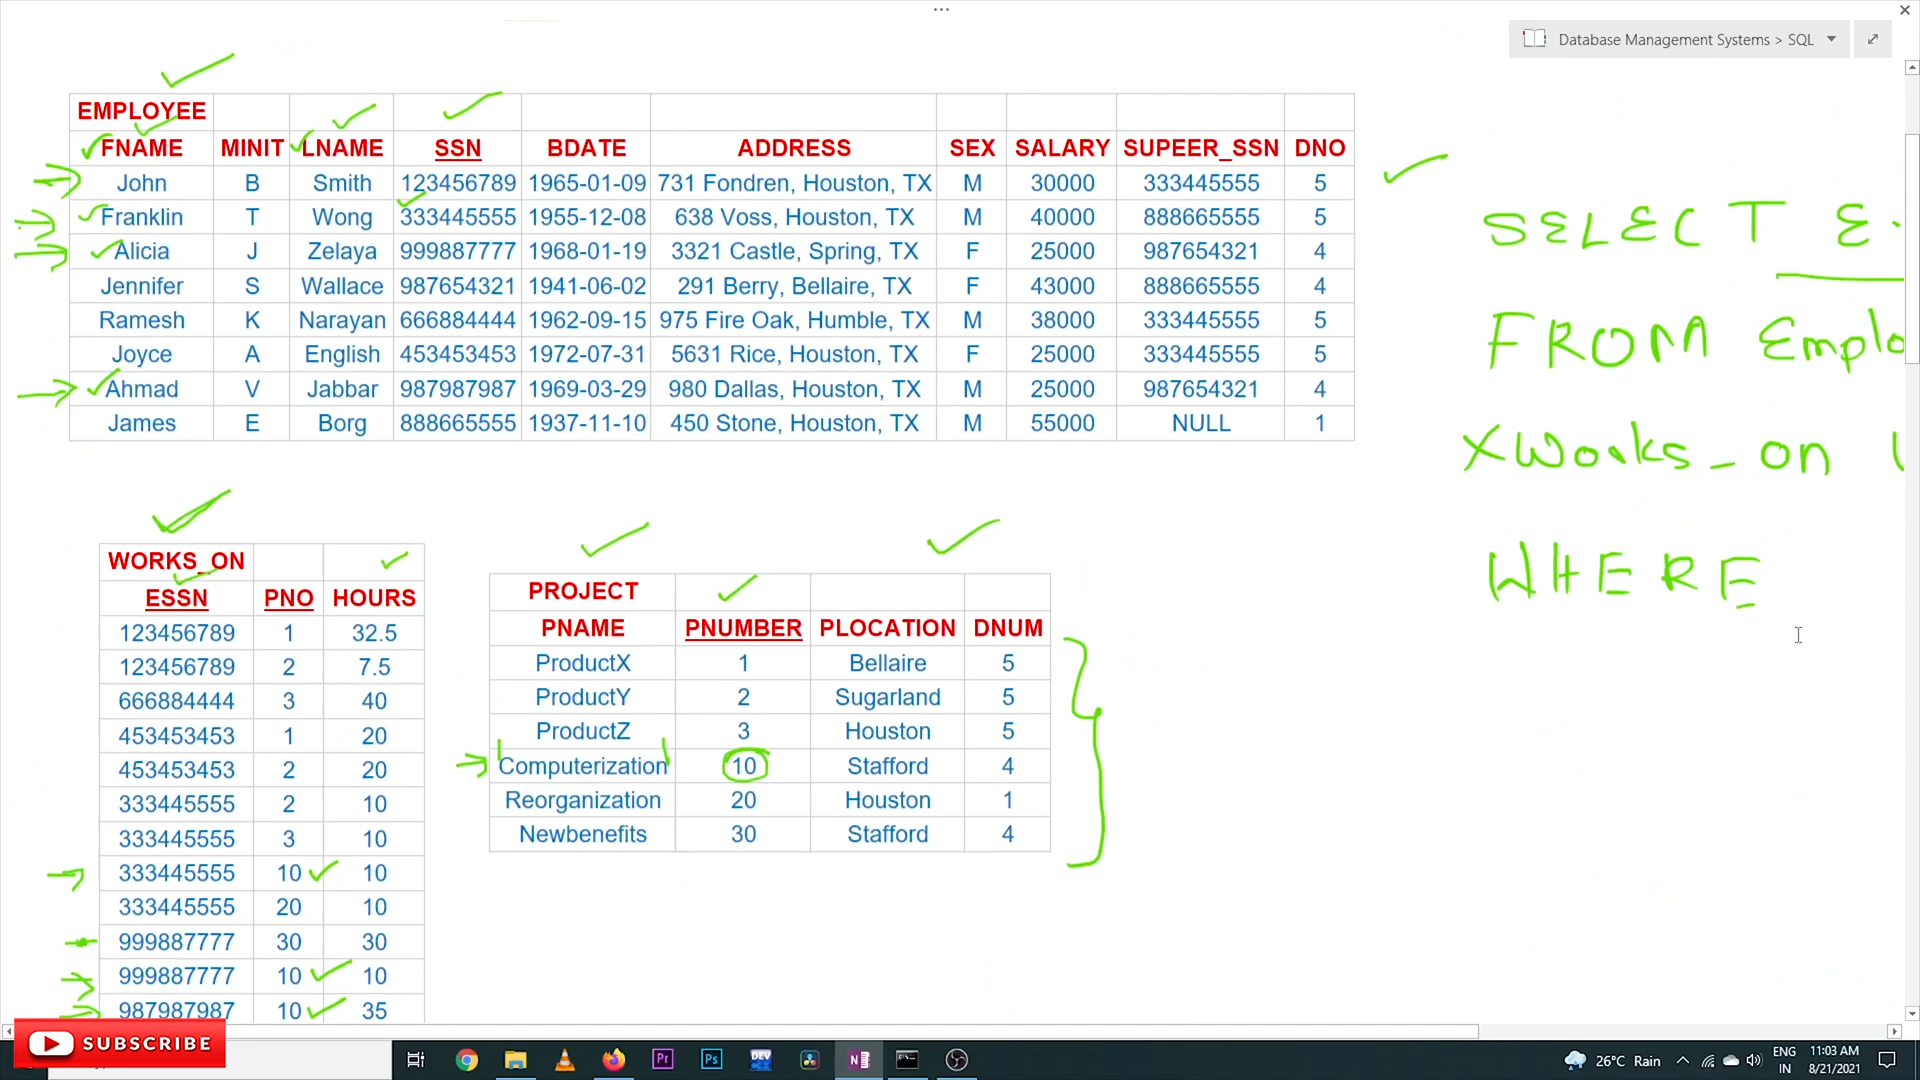 Database Management Systems > SQL
EMPLOYEE
FNAME MINIT LNAME SSN BDATE ADDRESS SEX SALARY SUPEER_SSN DNO
John B Smith 123456789 1965-01-09 731 Fondren, Houston, TX M 30000 333445555 5
Franklin T Wong 333445555 1955-12-08 638 Voss, Houston, TX M 40000 888665555 5
Alicia J Zelaya 999887777 1968-01-19 3321 Castle, Spring, TX F 25000 987654321 4
Jennifer S Wallace 987654321 1941-06-02 291 Berry, Bellaire, TX F 43000 888665555 4
Ramesh K Narayan 666884444 1962-09-15 975 Fire Oak, Humble, TX M 38000 333445555 5
Joyce A English 453453453 1972-07-31 5631 Rice, Houston, TX F 25000 333445555 5
Ahmad V Jabbar 987987987 1969-03-29 980 Dallas, Houston, TX M 25000 987654321 4
James E Borg 888665555 1937-11-10 450 Stone, Houston, TX M 55000 NULL 1
SELECT E.
FROM Emplo
XWorks_on
WHERE
WORKS_ON
ESSN PNO HOURS
123456789 1 32.5
123456789 2 7.5
666884444 3 40
453453453 1 20
453453453 2 20
333445555 2 10
333445555 3 10
333445555 10 10
333445555 20 10
999887777 30 30
999887777 10 10
987987987 10 35
PROJECT
PNAME PNUMBER PLOCATION DNUM
ProductX 1 Bellaire 5
ProductY 2 Sugarland 5
ProductZ 3 Houston 5
Computerization 10 Stafford 4
Reorganization 20 Houston 1
Newbenefits 30 Stafford 4
SUBSCRIBE
Pr
Ps
DEV
N
26°C Rain
ENG
IN
11:03 AM
8/21/2021